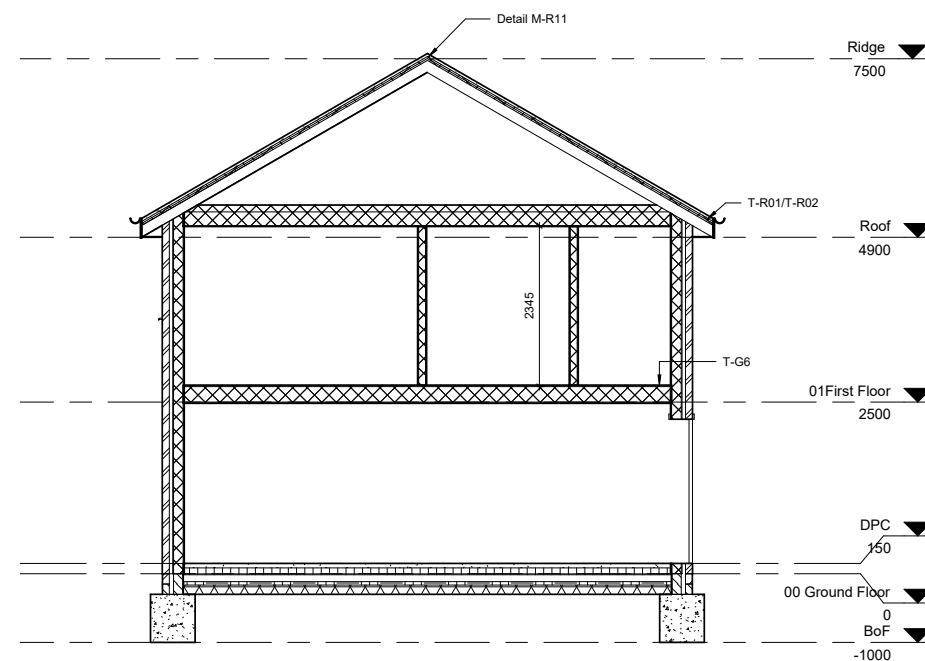 Detail M-R11
Ridge
7500
T-R01/T-R02
Roof
4900
2345
T-G6
01First Floor
2500
DPC
150
00 Ground Floor
0
BoF
-1000